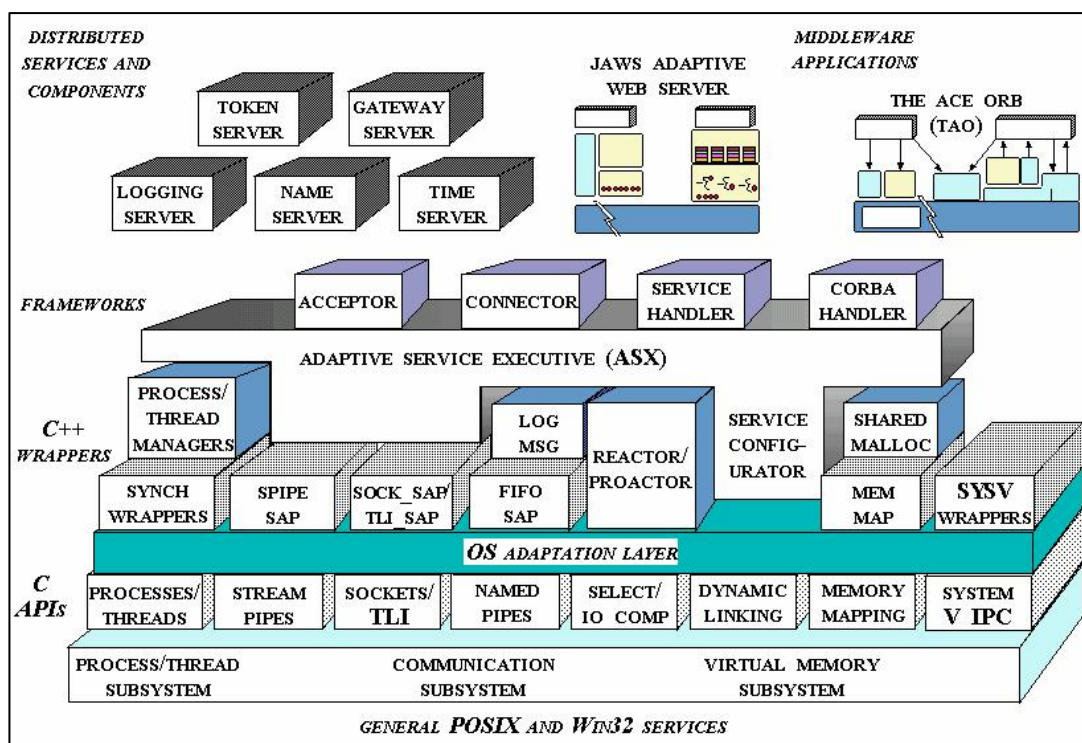 DISTRIBUTED
SERVICES AND
COMPONENTS
TOKEN
SERVER
GATEWAY
SERVER
LOGGING
SERVER
NAME
SERVER
TIME
SERVER
JAWS ADAPTIVE
WEB SERVER
MIDDLEWARE
APPLICATIONS
THE ACE ORB
(TAO)
FRAMEWORKS
ACCEPTOR
CONNECTOR
SERVICE
HANDLER
CORBA
HANDLER
ADAPTIVE SERVICE EXECUTIVE (ASX)
C++
WRAPPERS
PROCESS/
THREAD
MANAGERS
LOG
MSG
REACTOR/
PROACTOR
SERVICE
CONFIG-
URATOR
SHARED
MALLOC
SYNCH
WRAPPERS
SPIPE
SAP
SOCK_SAP/
TLI_SAP
FIFO
SAP
MEM
MAP
SYSV
WRAPPERS
OS ADAPTATION LAYER
C
APIs
PROCESSES/
THREADS
STREAM
PIPES
SOCKETS/
TLI
NAMED
PIPES
SELECT/
IO COMP
DYNAMIC
LINKING
MEMORY
MAPPING
SYSTEM
V IPC
PROCESS/THREAD
SUBSYSTEM
COMMUNICATION
SUBSYSTEM
VIRTUAL MEMORY
SUBSYSTEM
GENERAL POSIX AND WIN32 SERVICES